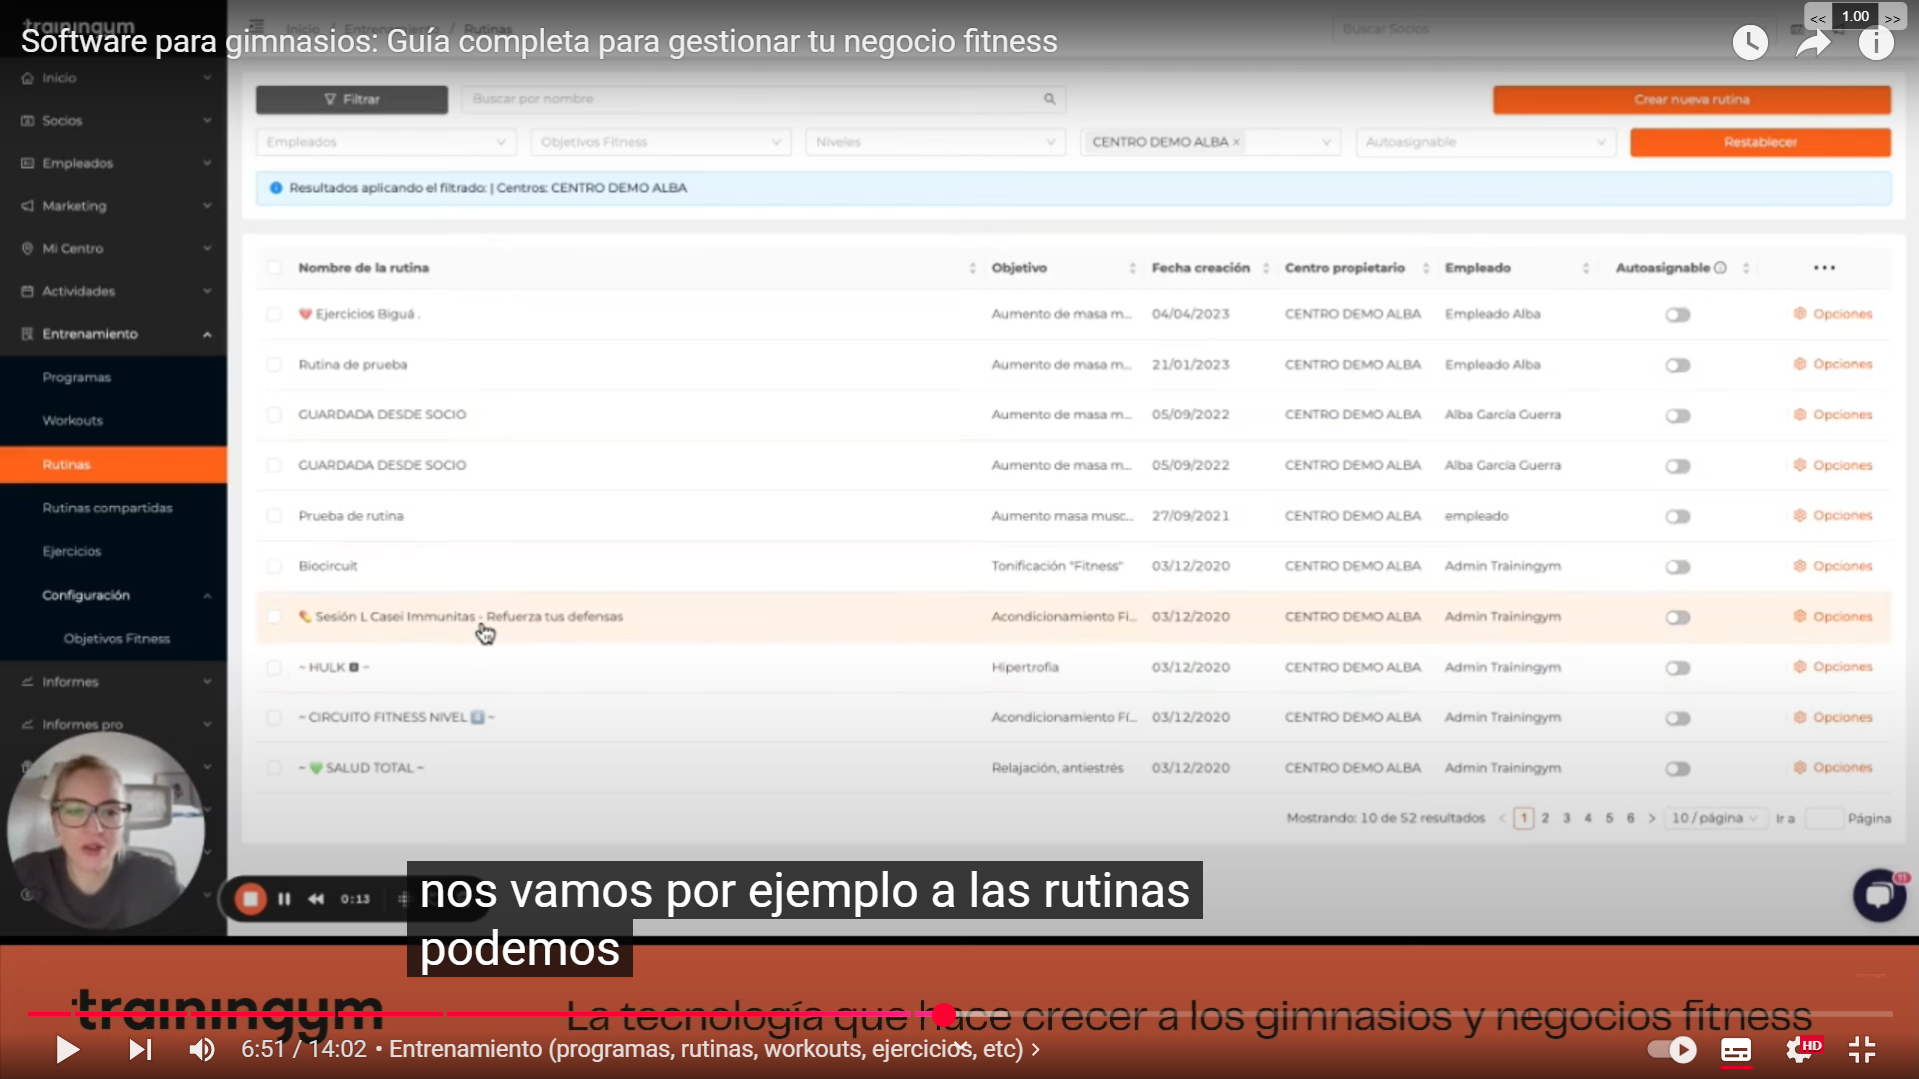 trainingym
Inicio / Entrenamiento / Rutinas
Buscar Socios
<< 1.00 >>
Software para gimnasios: Guía completa para gestionar tu negocio fitness
Inicio
Socios
Empleados
Marketing
Mi Centro
Actividades
Entrenamiento
Programas
Workouts
Rutinas
Rutinas compartidas
Ejercicios
Configuración
Objetivos Fitness
Informes
Informes pro
Filtrar
Buscar por nombre
Crear nueva rutina
Empleados
Objetivos Fitness
Niveles
CENTRO DEMO ALBA ×
Autoasignable
Restablecer
Resultados aplicando el filtrado: | Centros: CENTRO DEMO ALBA
Nombre de la rutina Objetivo Fecha creación Centro propietario Empleado Autoasignable ...
Ejercicios Biguá . Aumento de masa m... 04/04/2023 CENTRO DEMO ALBA Empleado Alba Opciones
Rutina de prueba Aumento de masa m... 21/01/2023 CENTRO DEMO ALBA Empleado Alba Opciones
GUARDADA DESDE SOCIO Aumento de masa m... 05/09/2022 CENTRO DEMO ALBA Alba García Guerra Opciones
GUARDADA DESDE SOCIO Aumento de masa m... 05/09/2022 CENTRO DEMO ALBA Alba García Guerra Opciones
Prueba de rutina Aumento masa musc... 27/09/2021 CENTRO DEMO ALBA empleado Opciones
Biocircuit Tonificación "Fitness" 03/12/2020 CENTRO DEMO ALBA Admin Trainingym Opciones
Sesión L Casei Immunitas - Refuerza tus defensas Acondicionamiento Fi... 03/12/2020 CENTRO DEMO ALBA Admin Trainingym Opciones
~ HULK ~ Hipertrofia 03/12/2020 CENTRO DEMO ALBA Admin Trainingym Opciones
~ CIRCUITO FITNESS NIVEL 4 ~ Acondicionamiento Fí... 03/12/2020 CENTRO DEMO ALBA Admin Trainingym Opciones
~ 💚 SALUD TOTAL ~ Relajación, antiestrés 03/12/2020 CENTRO DEMO ALBA Admin Trainingym Opciones
Mostrando: 10 de 52 resultados < 1 2 3 4 5 6 > 10 / página Ir a Página
11
0:13
nos vamos por ejemplo a las rutinas
podemos
trainingym
La tecnología que hace crecer a los gimnasios y negocios fitness
6:51 / 14:02 • Entrenamiento (programas, rutinas, workouts, ejercicios, etc) >
HD